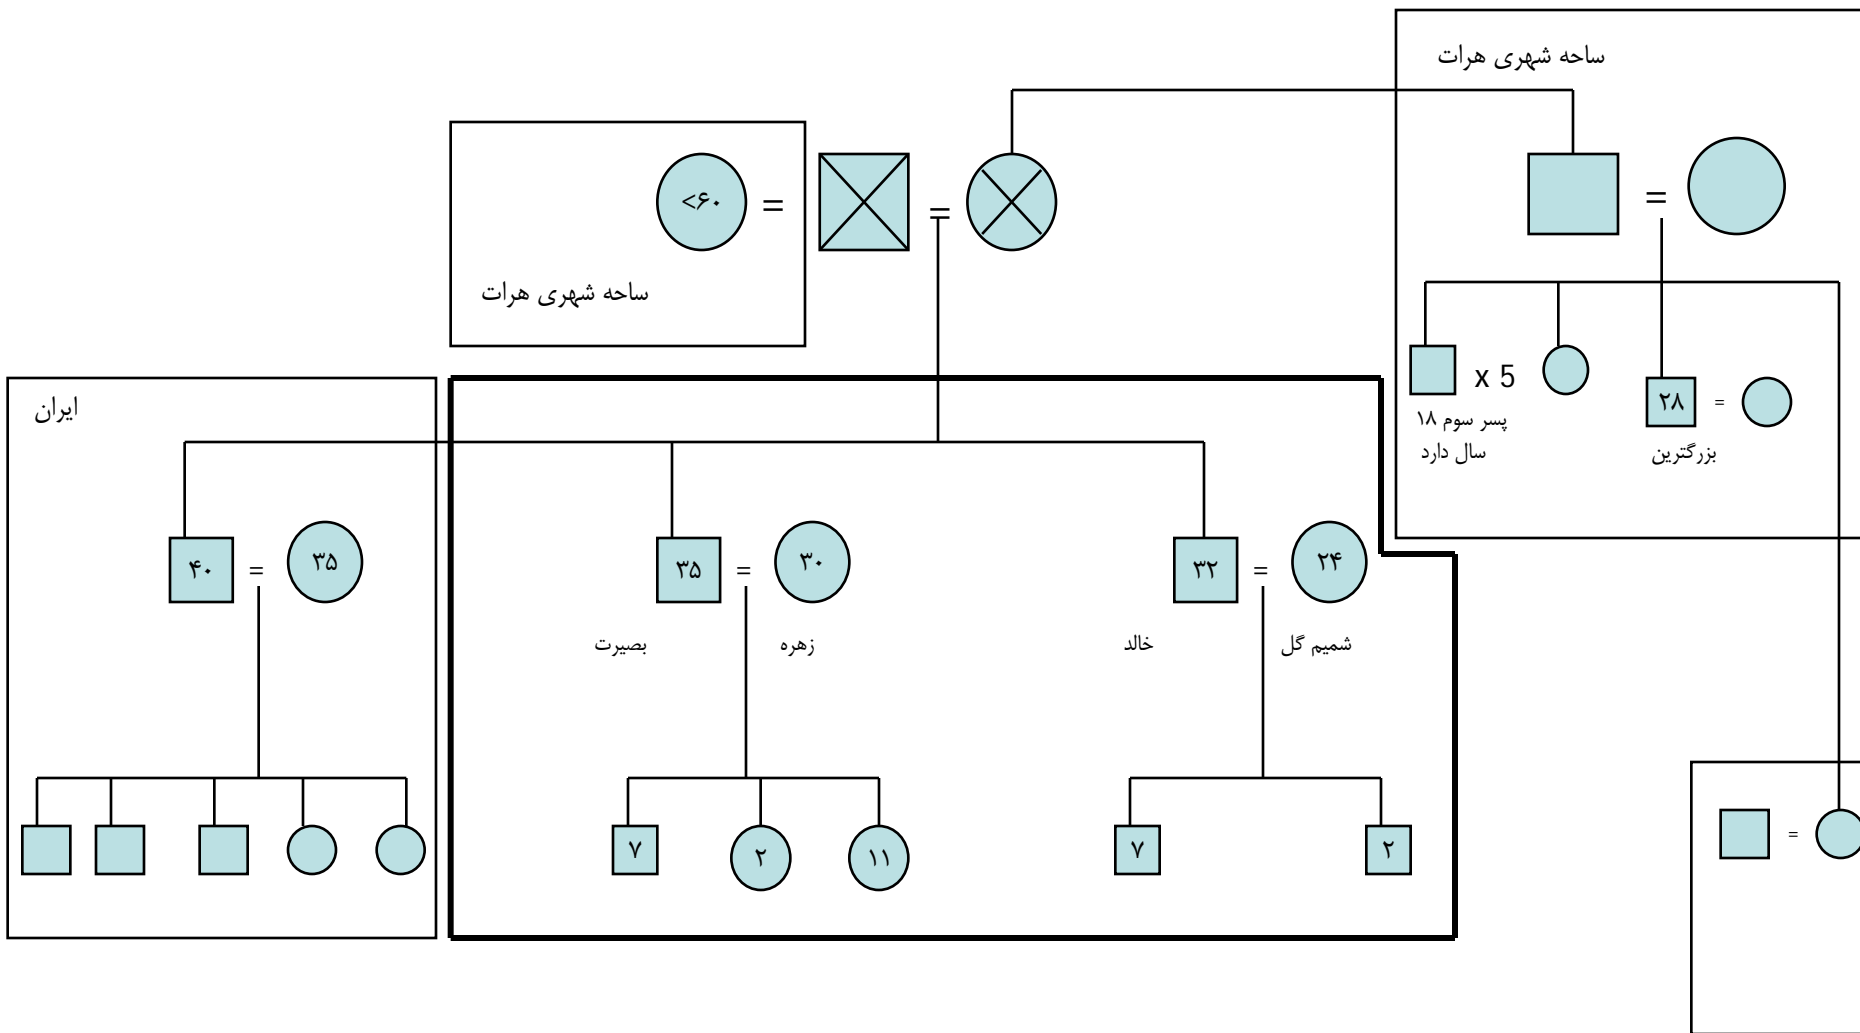 ساحه شهری هرات
<۶۰
=
=
=
ساحه شهری هرات
x 5
۲۸
=
پسر سوم ۱۸
سال دارد
بزرگترین
ایران
۴۰
=
۳۵
۳۵
=
۳۰
۳۲
=
۲۴
بصیرت
زهره
خالد
شمیم گل
۷
۲
۱۱
۷
۲
=